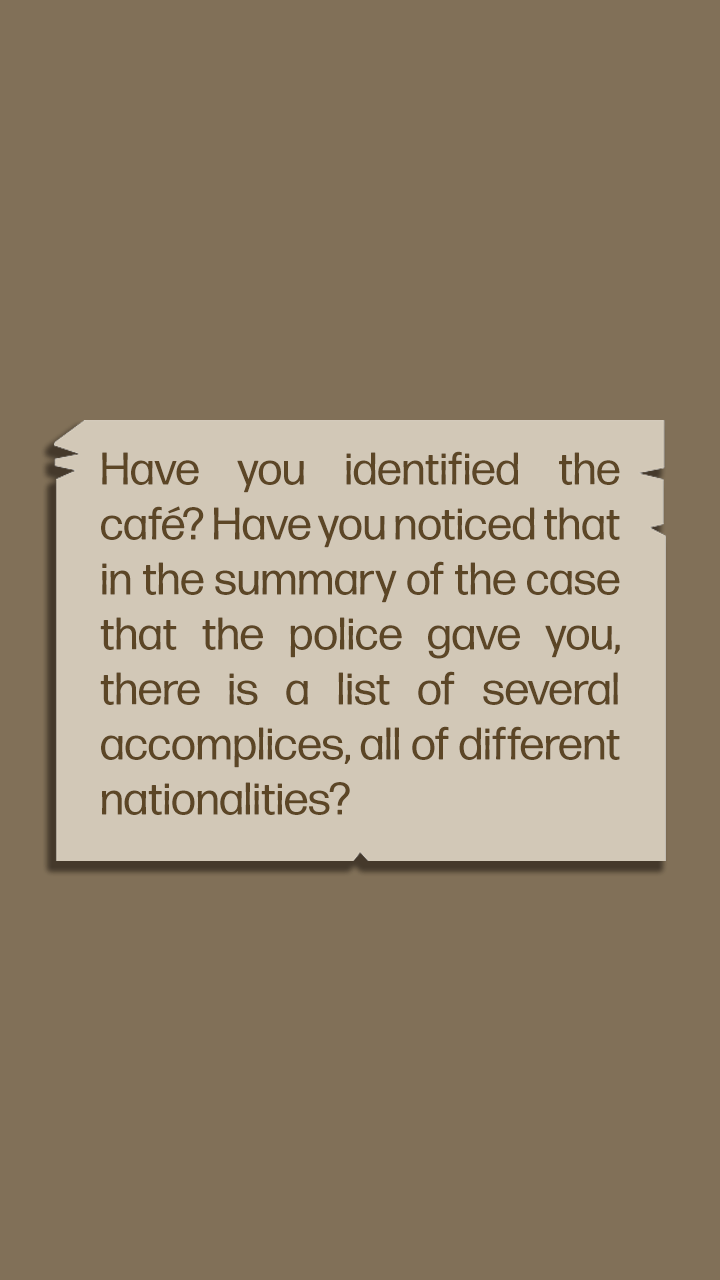 Have you identified the
café? Have you noticed that
in the summary of the case
that the police gave you,
there is a list of several
accomplices, all of different
nationalities?